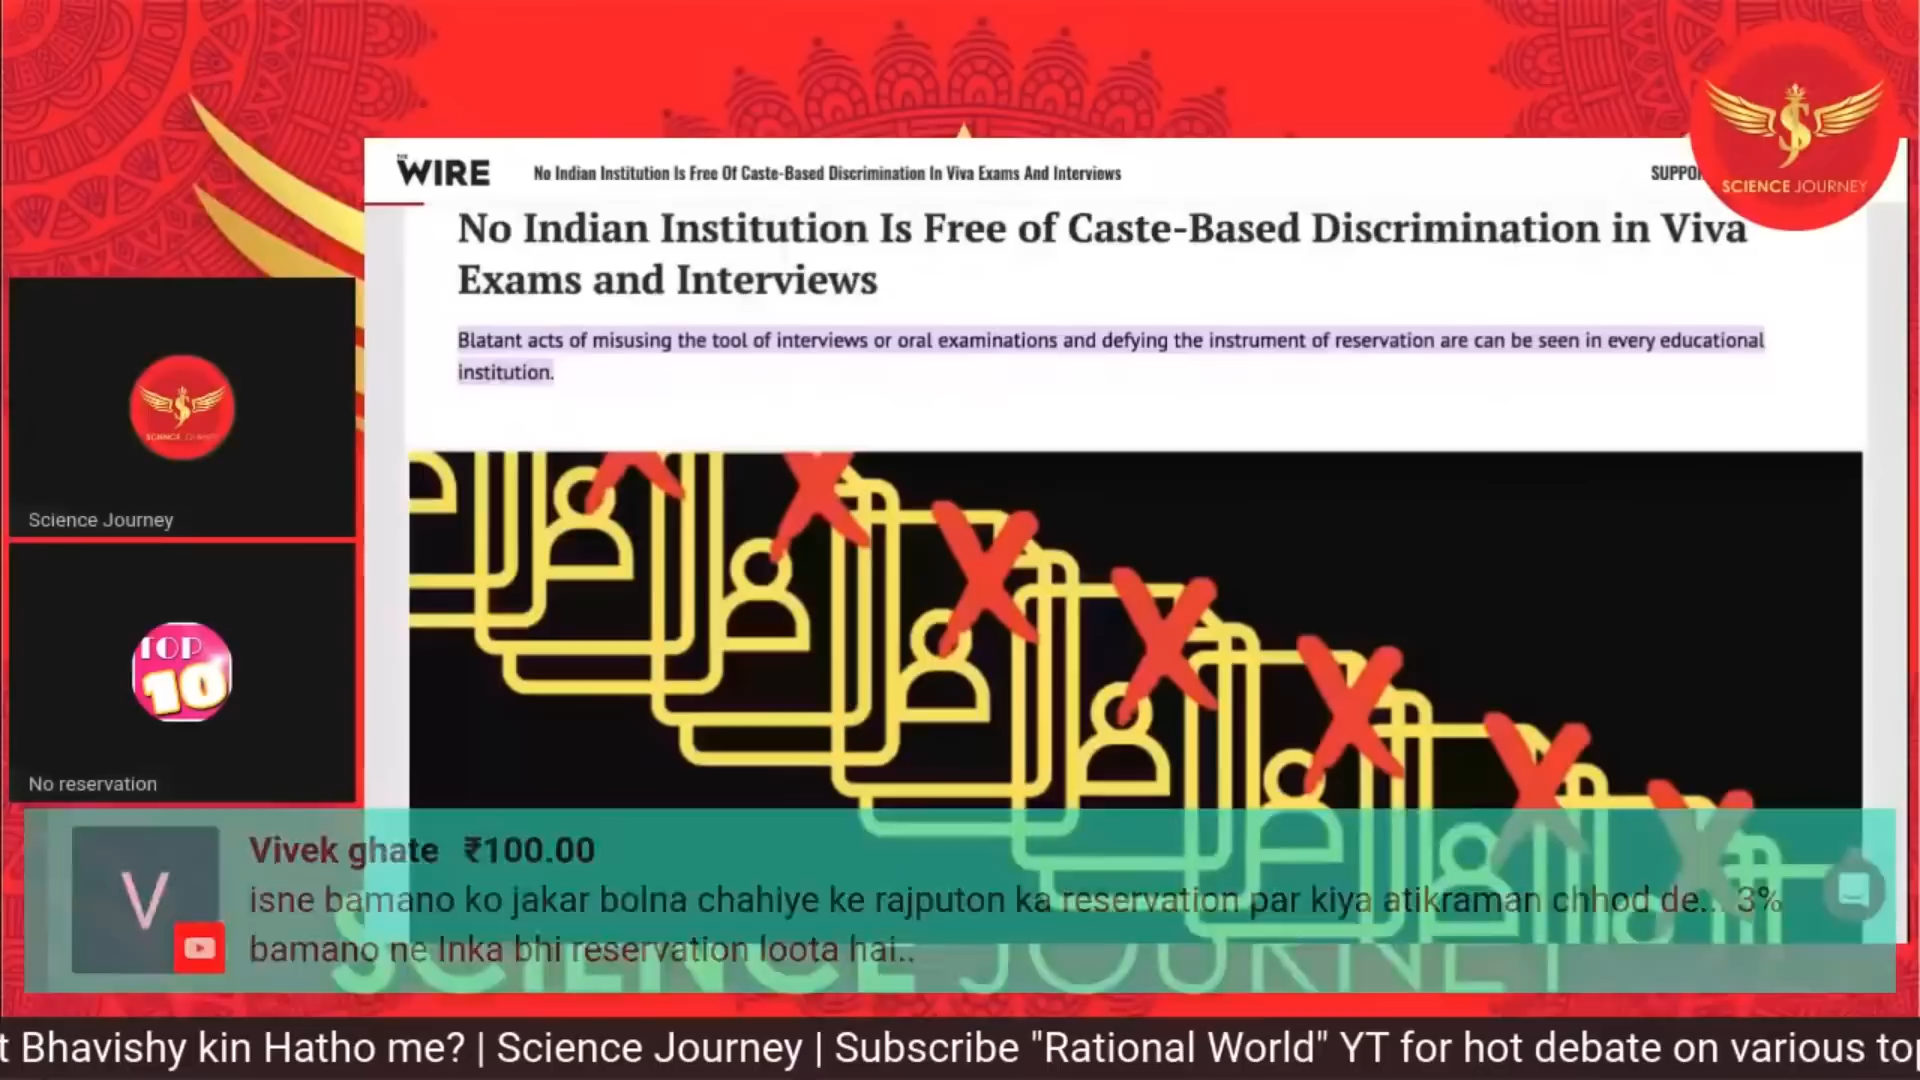 THE WIRE
No Indian Institution Is Free Of Caste-Based Discrimination In Viva Exams And Interviews
SCIENCE JOURNEY
No Indian Institution Is Free of Caste-Based Discrimination in Viva
Exams and Interviews
Blatant acts of misusing the tool of interviews or oral examinations and defying the instrument of reservation are can be seen in every educational
institution.
Science Journey
TOP
10
No reservation
V
Vivek ghate ₹100.00
isne bamano ko jakar bolna chahiye ke rajputon ka reservation par kiya atikraman chhod de... 3%
bamano ne Inka bhi reservation loota hai..
SCIENCE JOURNEY
t Bhavishy kin Hatho me? | Science Journey | Subscribe "Rational World" YT for hot debate on various to